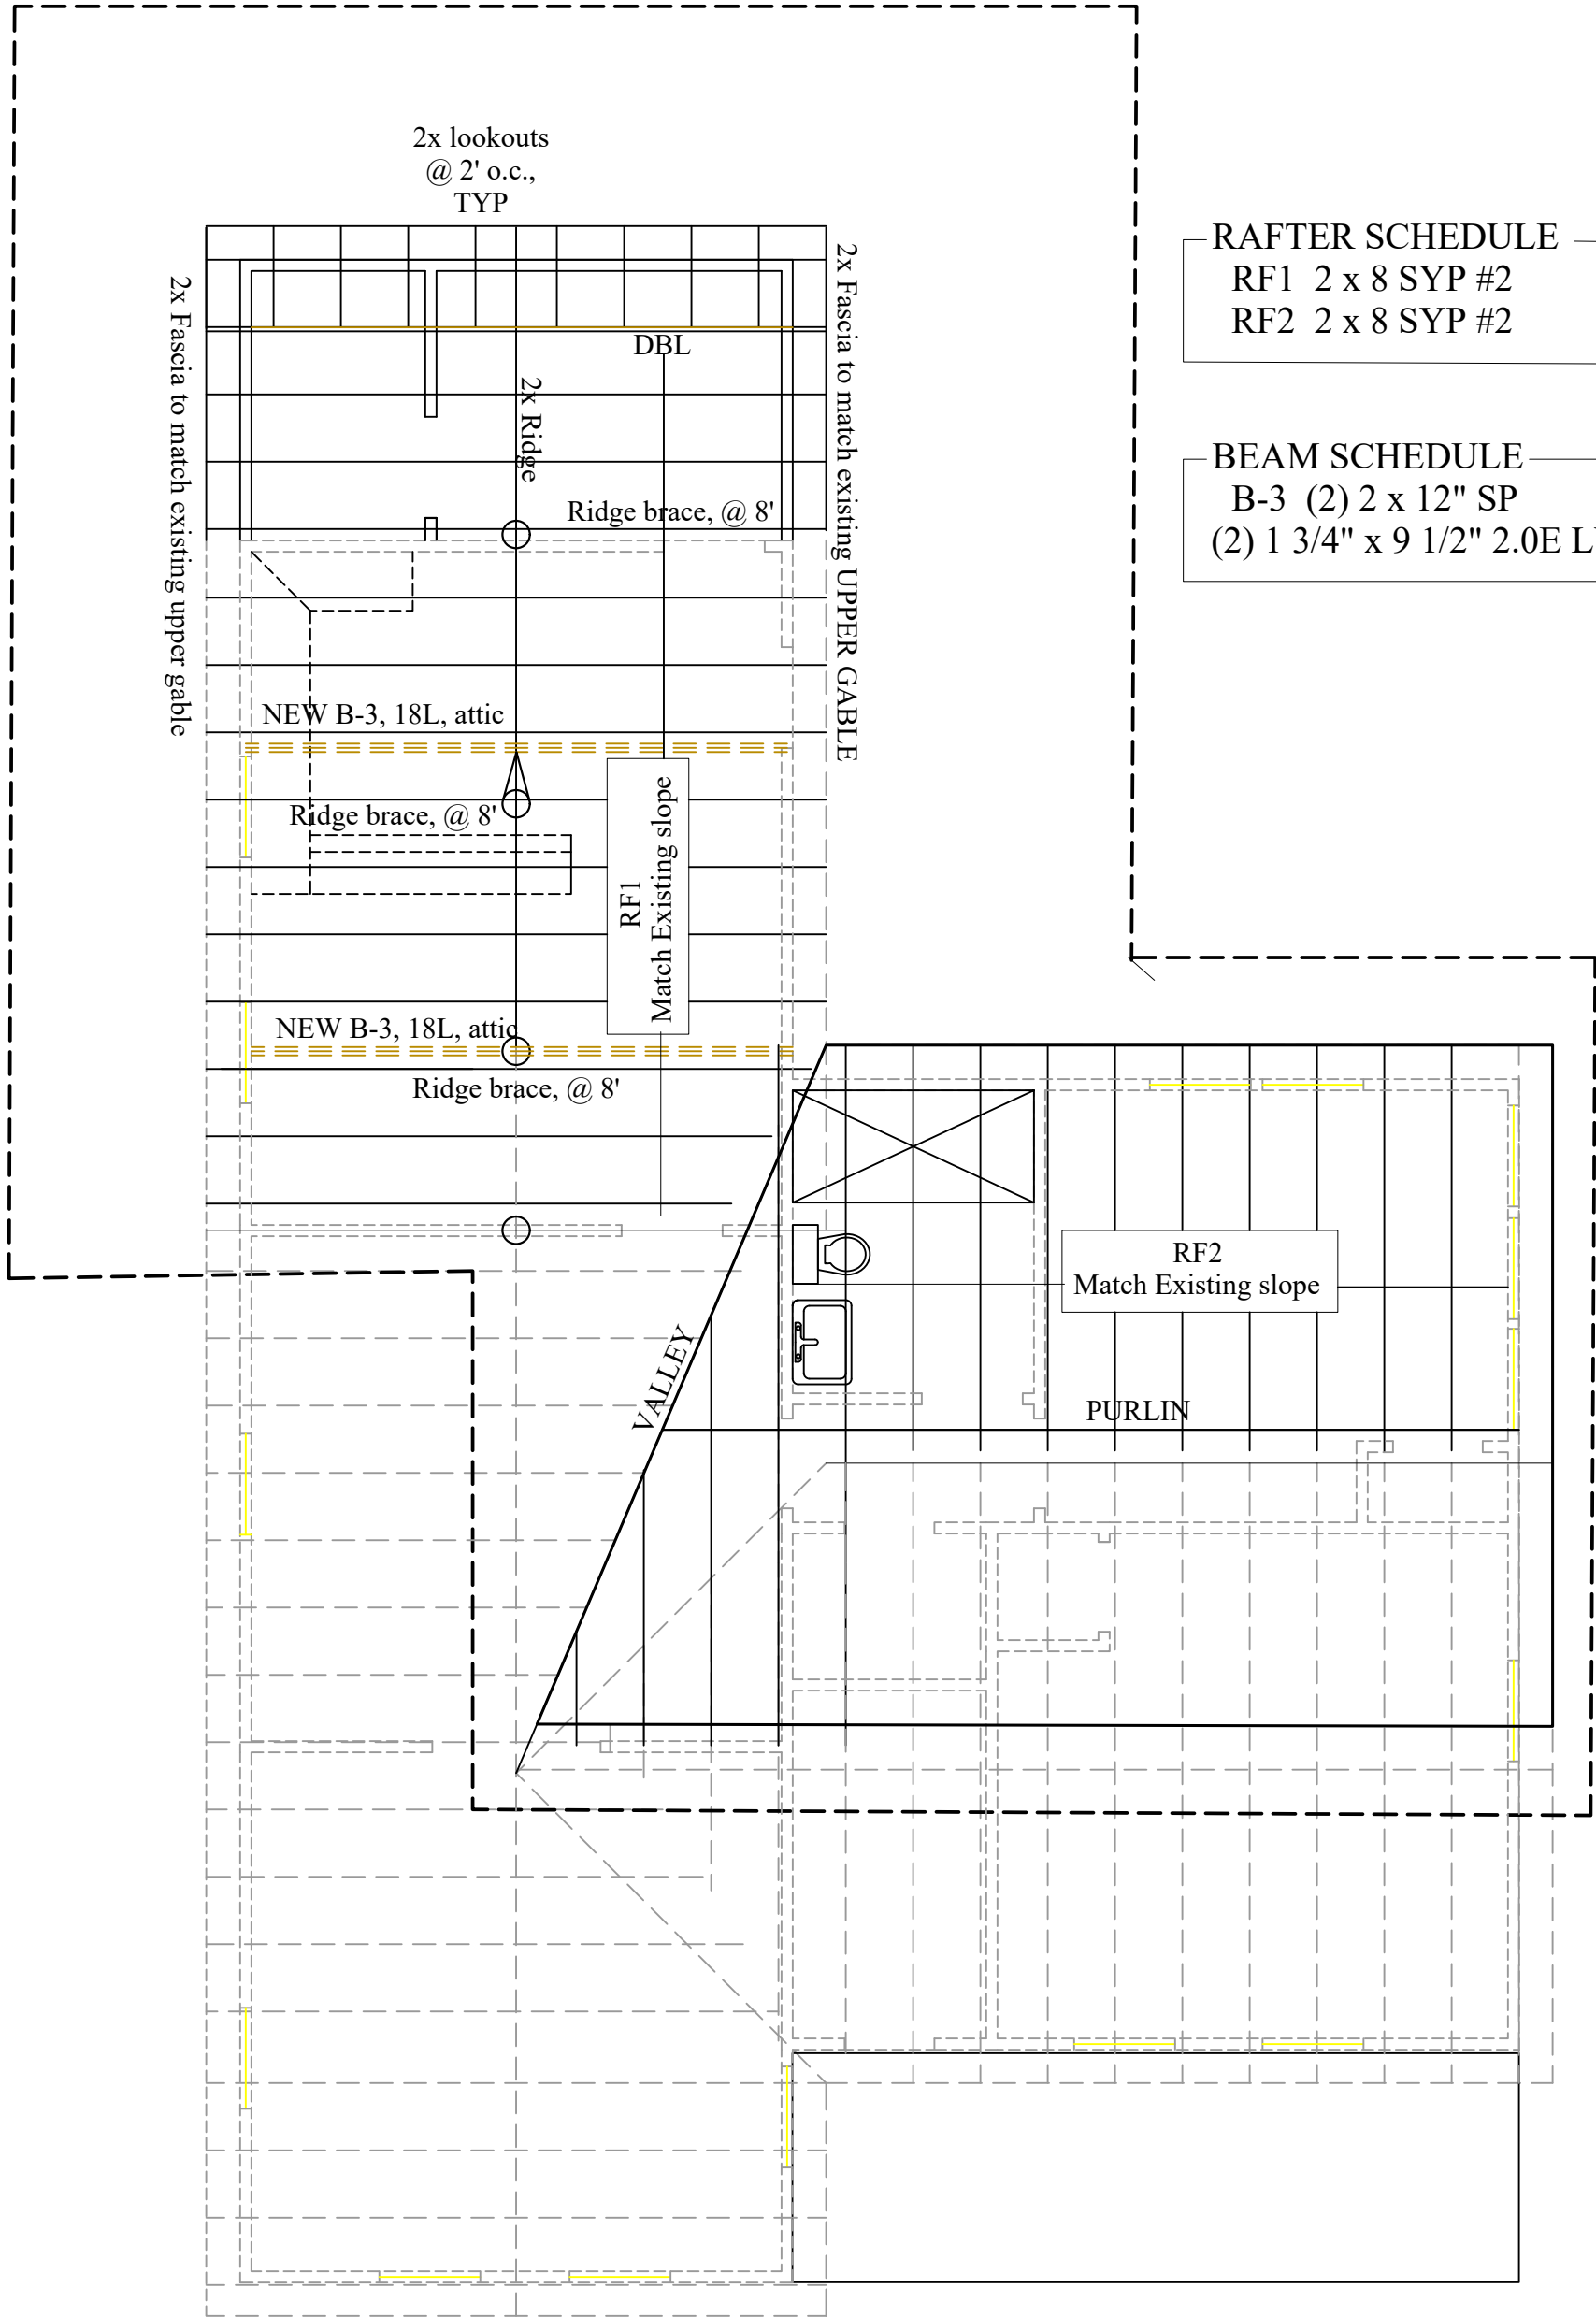 2x lookouts
@ 2' o.c.,
TYP
RAFTER SCHEDULE
RF1 2 x 8 SYP #2
RF2 2 x 8 SYP #2
2x Fascia to match existing upper gable
2x Fascia to match existing UPPER GABLE
DBL
2x Ridge
BEAM SCHEDULE
B-3 (2) 2 x 12" SP
(2) 1 3/4" x 9 1/2" 2.0E
Ridge brace, @ 8'
NEW B-3, 18L, attic
Ridge brace, @ 8'
RF1
Match Existing slope
NEW B-3, 18L, attic
Ridge brace, @ 8'
RF2
Match Existing slope
VALLEY
PURLIN